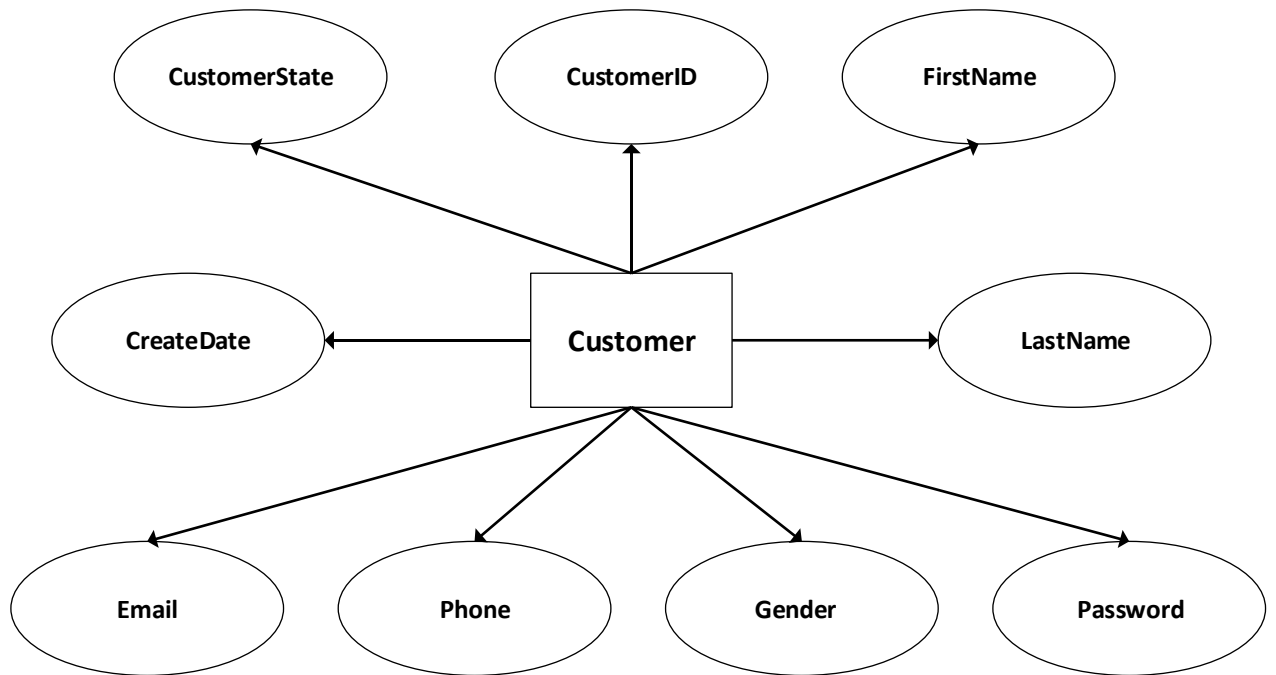 CustomerState
CustomerID
FirstName
CreateDate
Customer
LastName
Email
Phone
Gender
Password